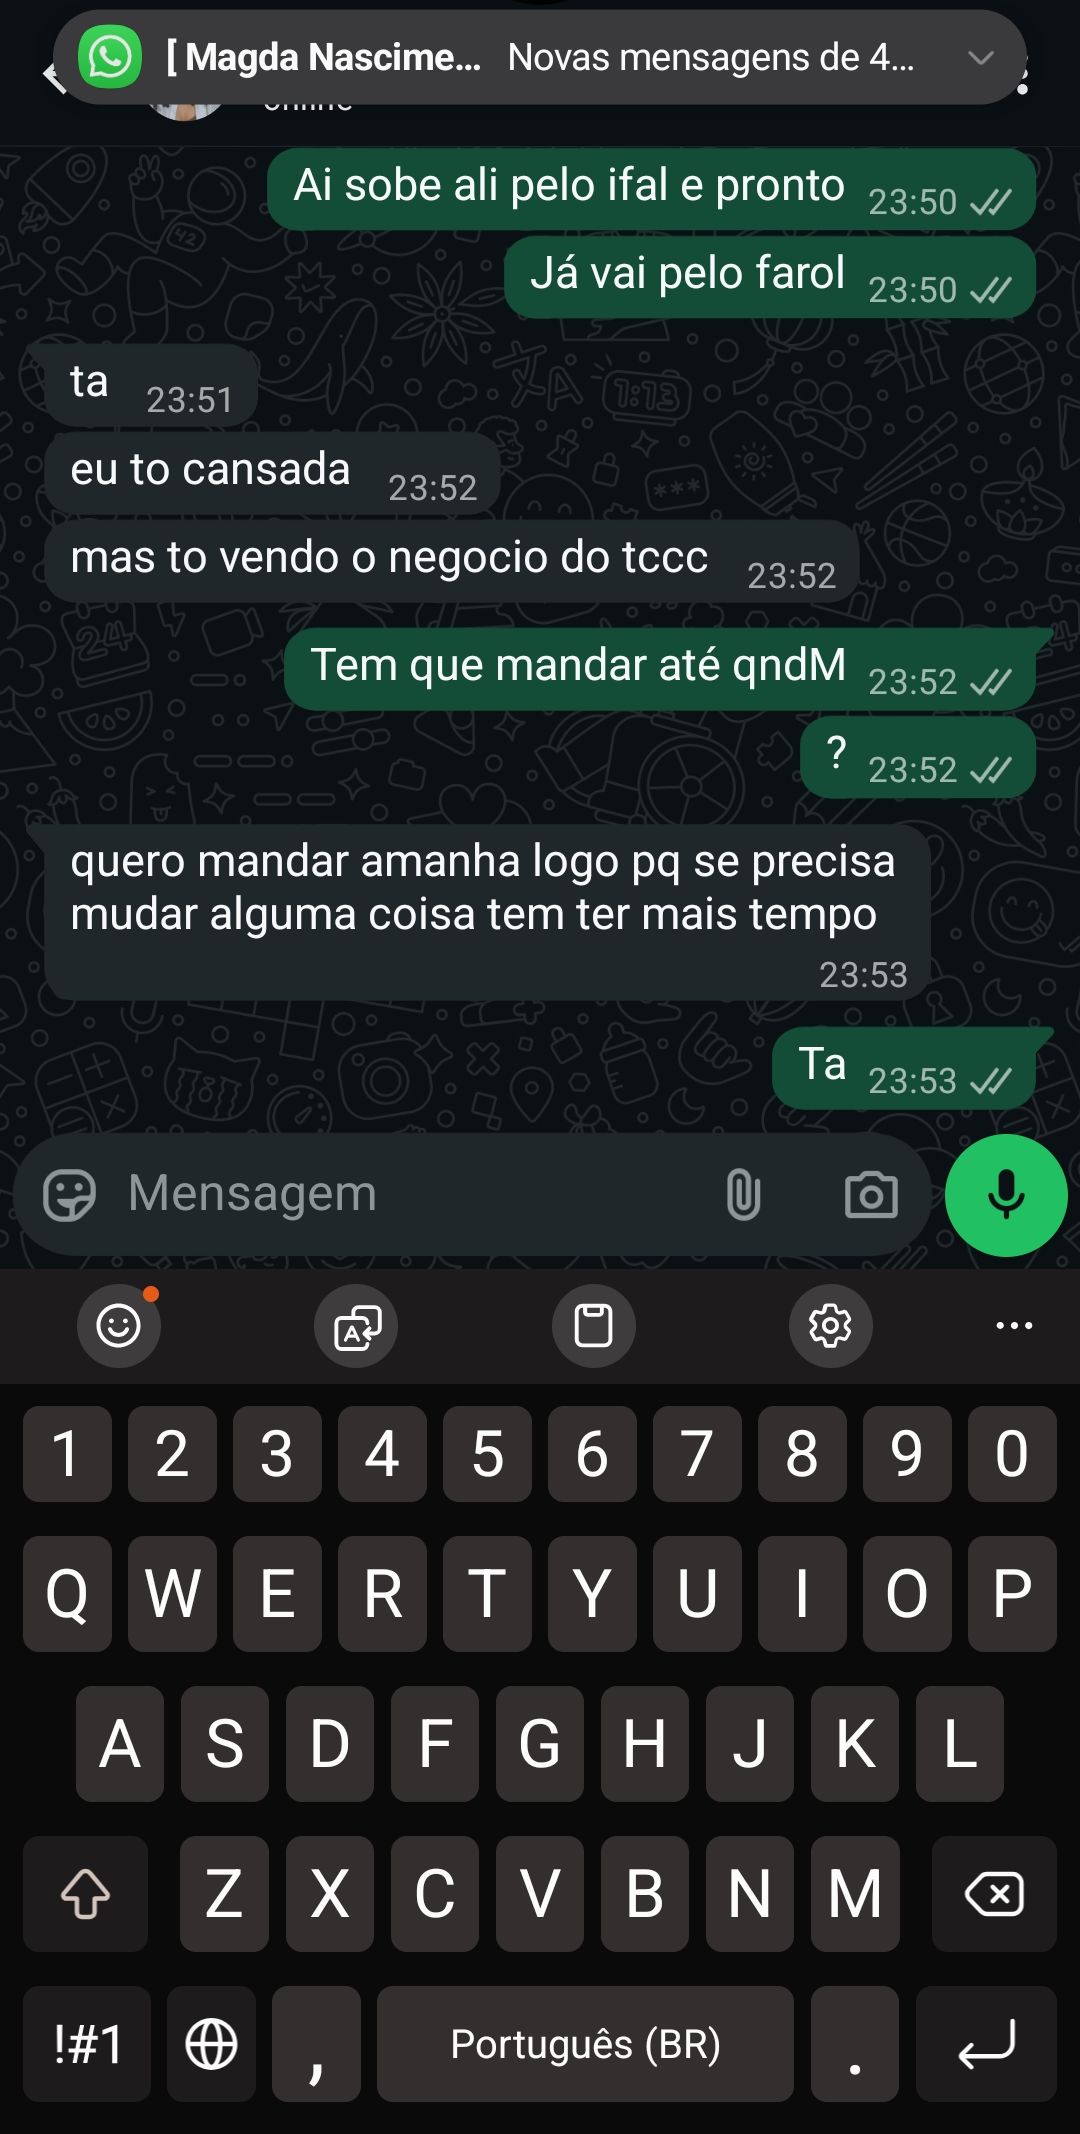 [ Magda Nascime... Novas mensagens de 4...
online
Ai sobe ali pelo ifal e pronto 23:50
Já vai pelo farol 23:50
ta 23:51
eu to cansada 23:52
mas to vendo o negocio do tccc 23:52
Tem que mandar até qndM 23:52
? 23:52
quero mandar amanha logo pq se precisa
mudar alguma coisa tem ter mais tempo
23:53
Ta 23:53
Mensagem
1 2 3 4 5 6 7 8 9 0
Q W E R T Y U I O P
A S D F G H J K L
Z X C V B N M
!#1 , Português (BR) .